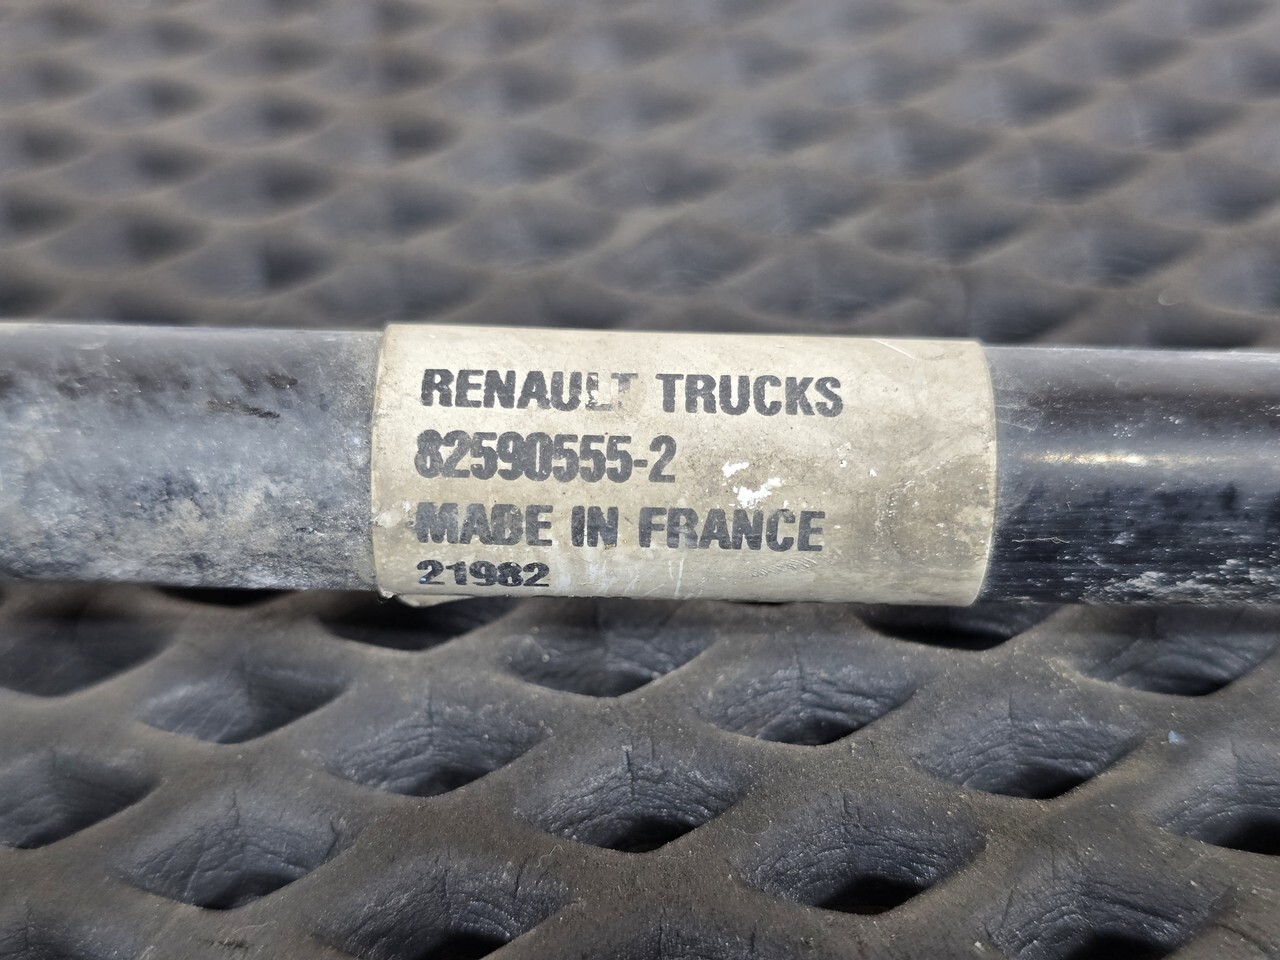 RENAULT TRUCKS
82590555-2
MADE IN FRANCE
21982